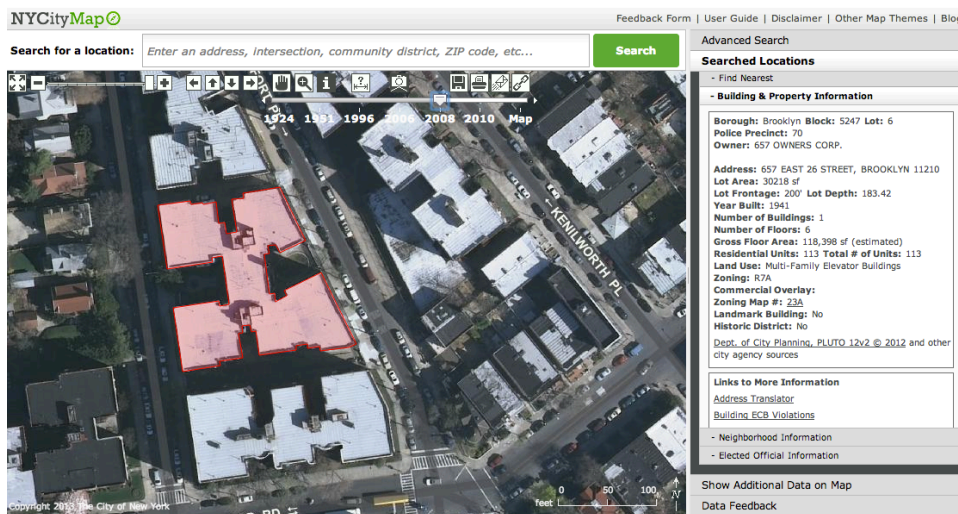 NYCityMap
Feedback Form | User Guide | Disclaimer | Other Map Themes | Blog
Search for a location:
Enter an address, intersection, community district, ZIP code, etc...
Search
1924 1951 1996 2006 2008 2010 Map
KENILWORTH PL
RD
feet 0 50 100
N
Copyright 2013 The City of New York
Advanced Search
Searched Locations
- Find Nearest
- Building & Property Information
Borough: Brooklyn Block: 5247 Lot: 6
Police Precinct: 70
Owner: 657 OWNERS CORP.
Address: 657 EAST 26 STREET, BROOKLYN 11210
Lot Area: 30218 sf
Lot Frontage: 200' Lot Depth: 183.42
Year Built: 1941
Number of Buildings: 1
Number of Floors: 6
Gross Floor Area: 118,398 sf (estimated)
Residential Units: 113 Total # of Units: 113
Land Use: Multi-Family Elevator Buildings
Zoning: R7A
Commercial Overlay:
Zoning Map #: 23A
Landmark Building: No
Historic District: No
Dept. of City Planning, PLUTO 12v2 © 2012 and other
city agency sources
Links to More Information
Address Translator
Building ECB Violations
- Neighborhood Information
- Elected Official Information
Show Additional Data on Map
Data Feedback